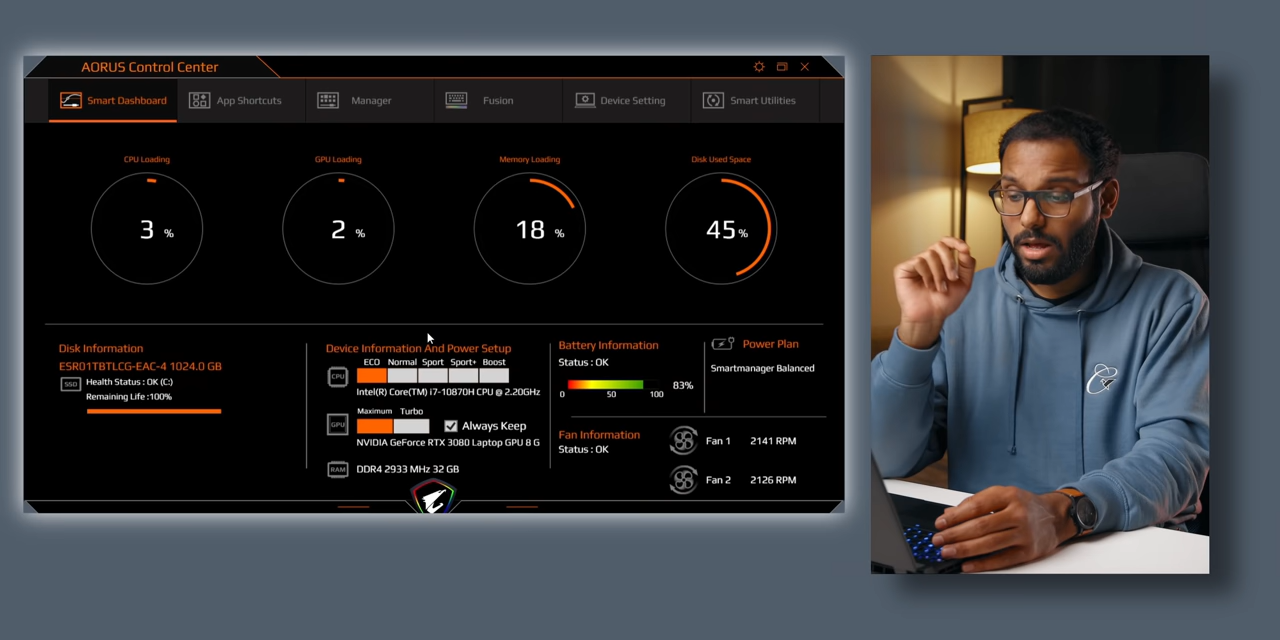 AORUS Control Center
Smart Dashboard
App Shortcuts
Manager
Fusion
Device Setting
Smart Utilities
CPU Loading
GPU Loading
Memory Loading
Disk Used Space
3 %
2 %
18 %
45 %
Disk Information
ESR01TBTLCG-EAC-4 1024.0 GB
SSD
Health Status : OK (C:)
Remaining Life :100%
Device Information And Power Setup
ECO Normal Sport Sport+ Boost
CPU
Intel(R) Core(TM) i7-10870H CPU @ 2.20GHz
Maximum Turbo
GPU
Always Keep
NVIDIA GeForce RTX 3080 Laptop GPU 8 G
RAM
DDR4 2933 MHz 32 GB
Battery Information
Status : OK
83%
0 50 100
Power Plan
Smartmanager Balanced
Fan Information
Status : OK
Fan 1 2141 RPM
Fan 2 2126 RPM